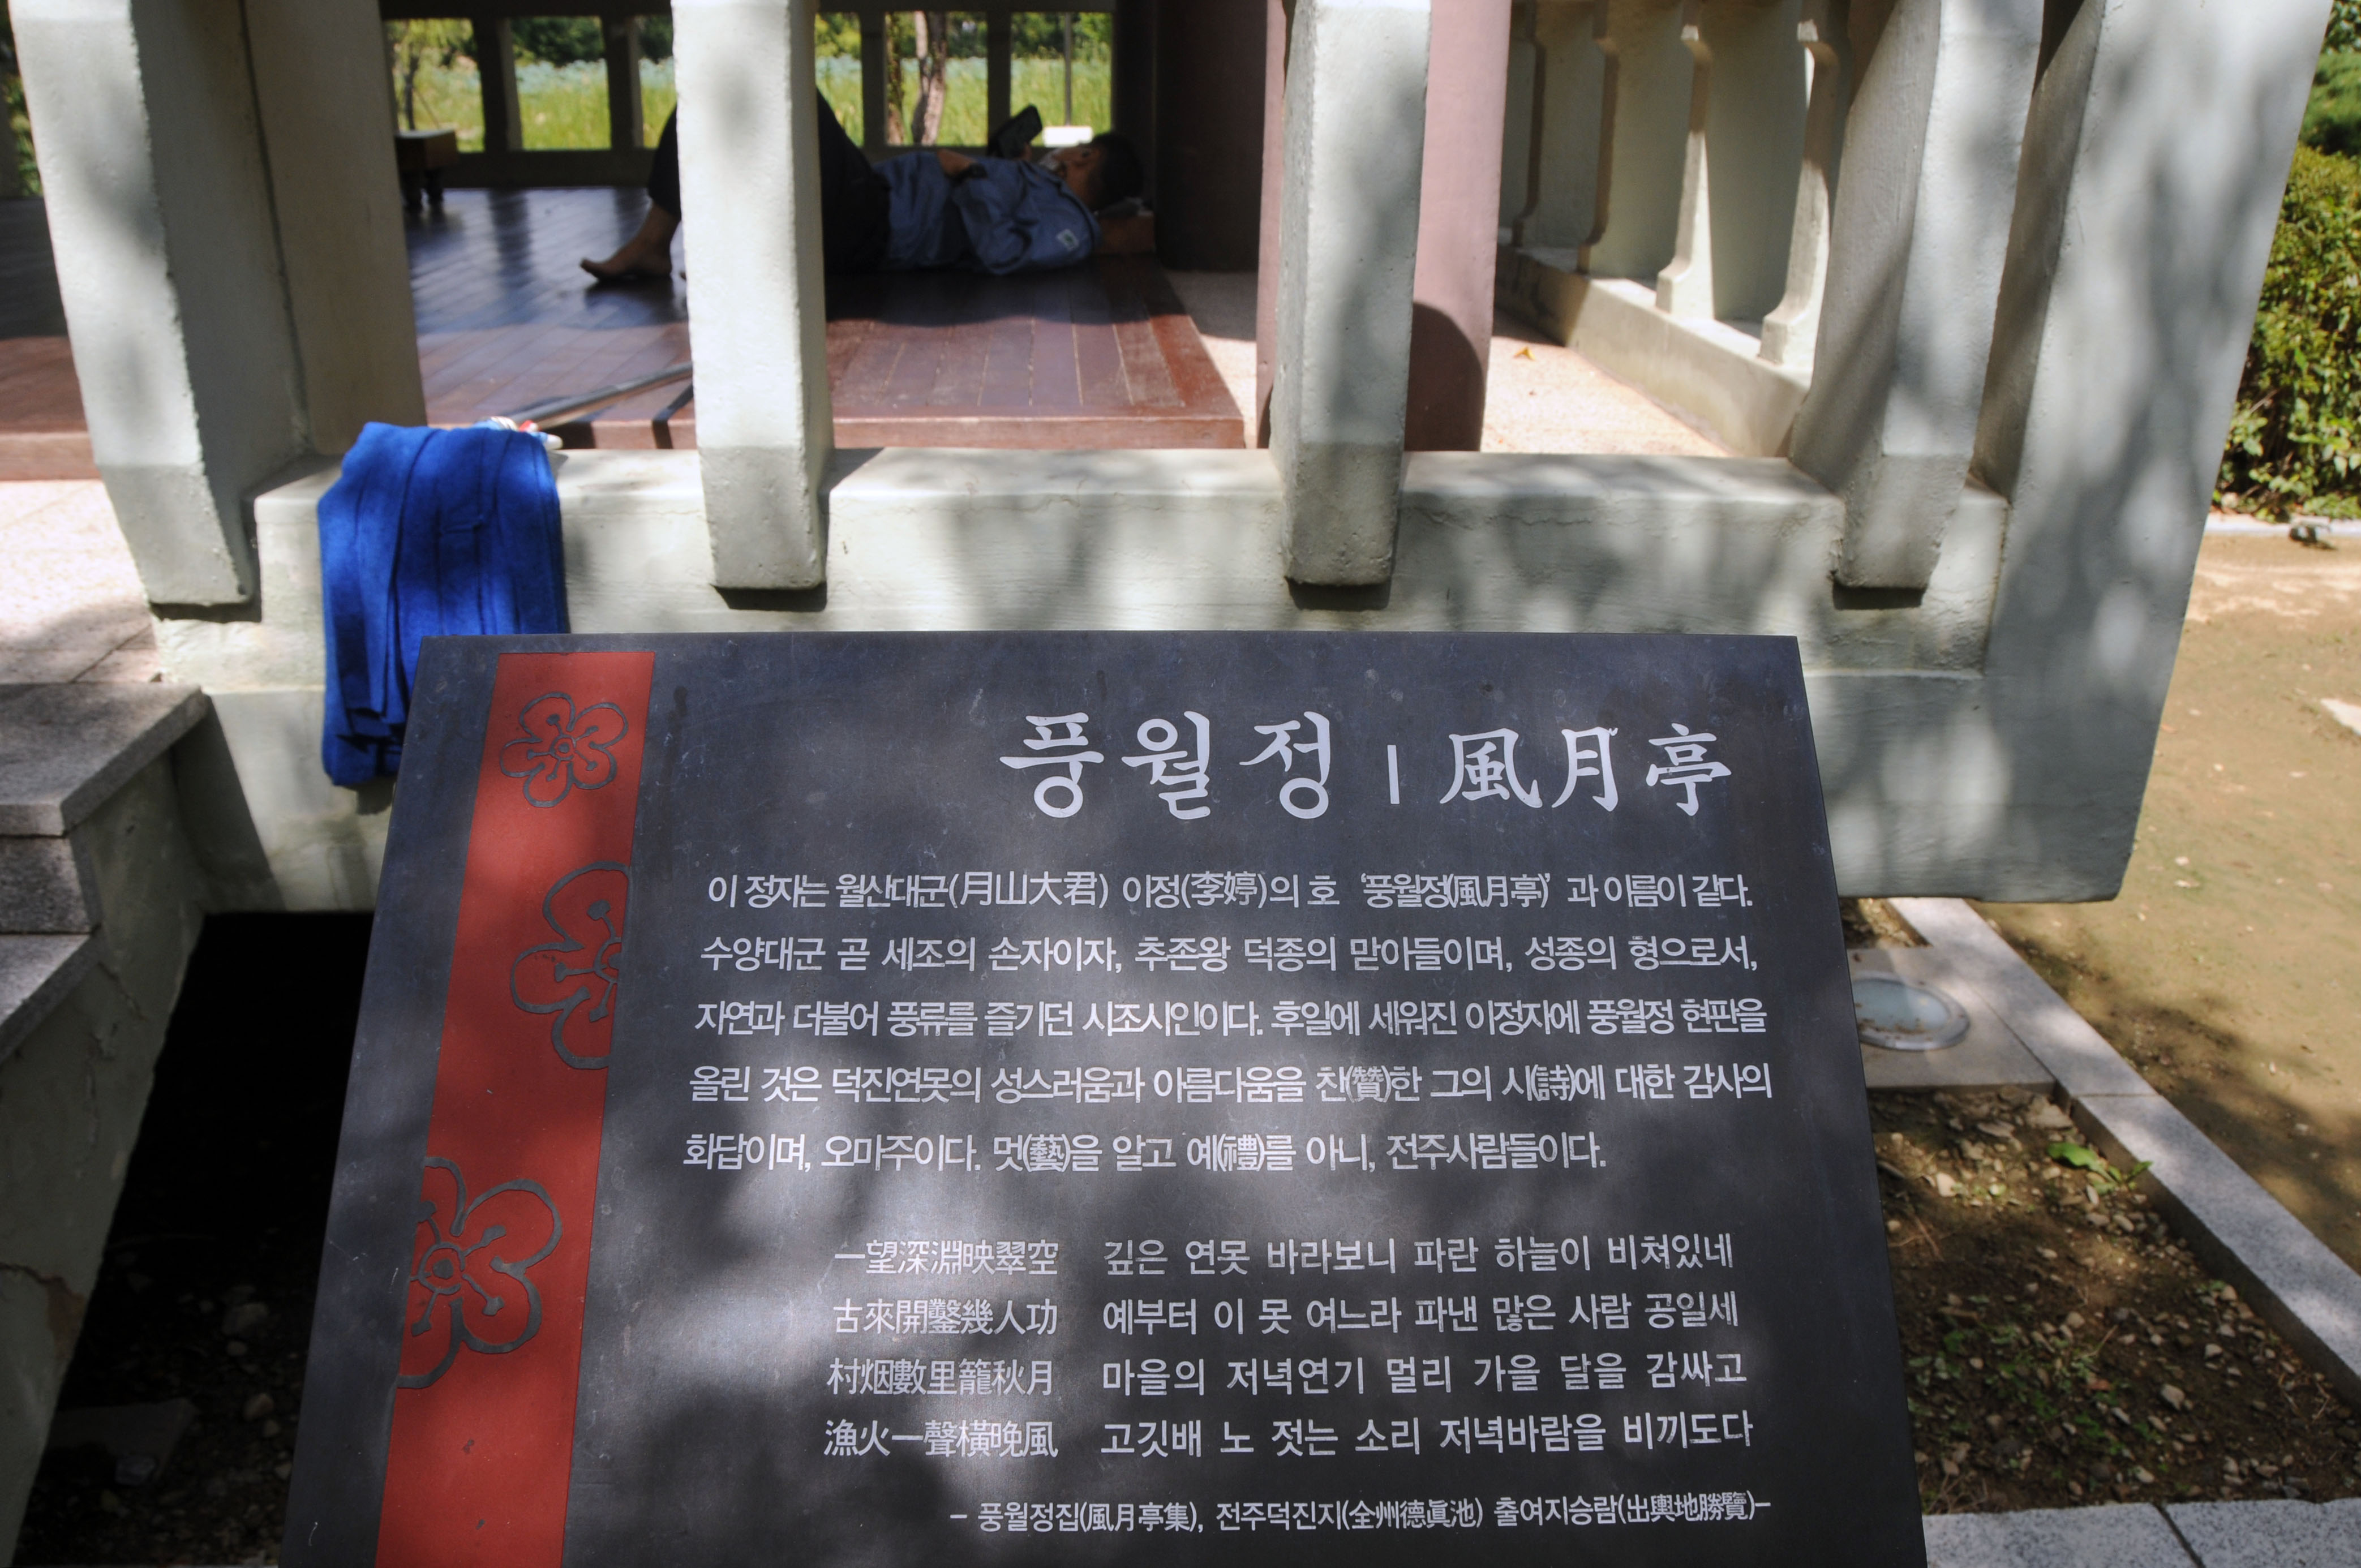 풍월정 | 風月亭
이 정자는 월산대군(月山大君) 이정(李婷)의 호 ‘풍월정(風月亭)’과 이름이 같다.
수양대군 곧 세조의 손자이자, 추존왕 덕종의 맏아들이며, 성종의 형으로서,
자연과 더불어 풍류를 즐기던 시조시인이다. 후일에 세워진 이정자에 풍월정 현판을
올린 것은 덕진연못의 성스러움과 아름다움을 찬(贊)한 그의 시(詩)에 대한 감사의
화답이며, 오마주이다. 멋(藝)을 알고 예(禮)를 아니, 전주사람들이다.
一望深淵映翠空 깊은 연못 바라보니 파란 하늘이 비쳐있네
古來開鑿幾人功 예부터 이 못 여느라 파낸 많은 사람 공일세
村烟數里籠秋月 마을의 저녁연기 멀리 가을 달을 감싸고
漁火一聲橫晚風 고깃배 노 젓는 소리 저녁바람을 비끼도다
- 풍월정집(風月亭集), 전주덕진지(全州德眞池) 출여지승람(出輿地勝覽)-